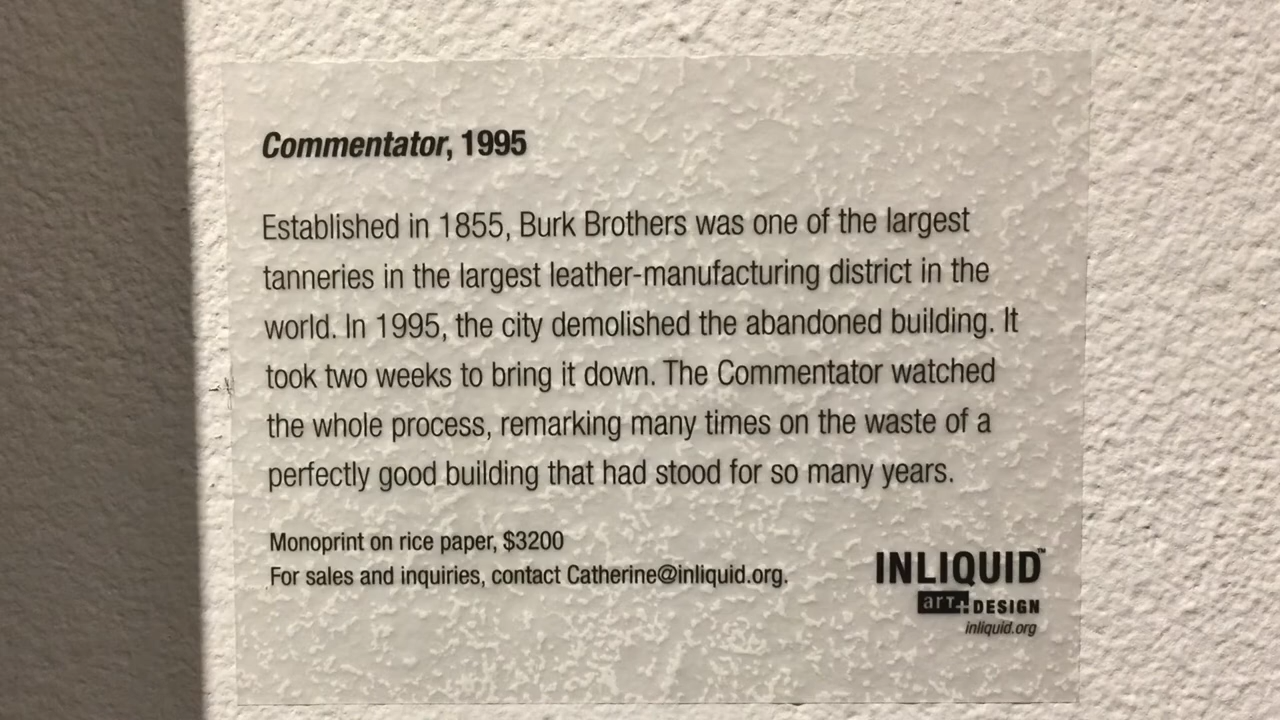 Commentator, 1995
Established in 1855, Burk Brothers was one of the largest
tanneries in the largest leather-manufacturing district in the
world. In 1995, the city demolished the abandoned building. It
took two weeks to bring it down. The Commentator watched
the whole process, remarking many times on the waste of a
perfectly good building that had stood for so many years.
Monoprint on rice paper, $3200
For sales and inquiries, contact Catherine@inliquid.org.
INLIQUID™
art+DESIGN
inliquid.org